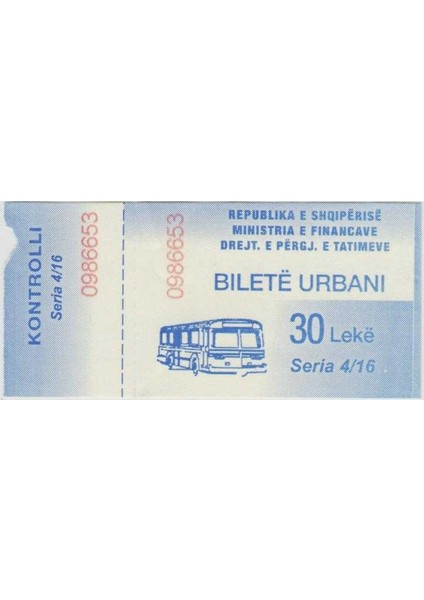 KONTROLLI
Seria 4/16
0986653
0986653
REPUBLIKA E SHQIPËRISË
MINISTRIA E FINANCAVE
DREJT. E PËRGJ. E TATIMEVE
BILETË URBANI
30 Lekë
Seria 4/16